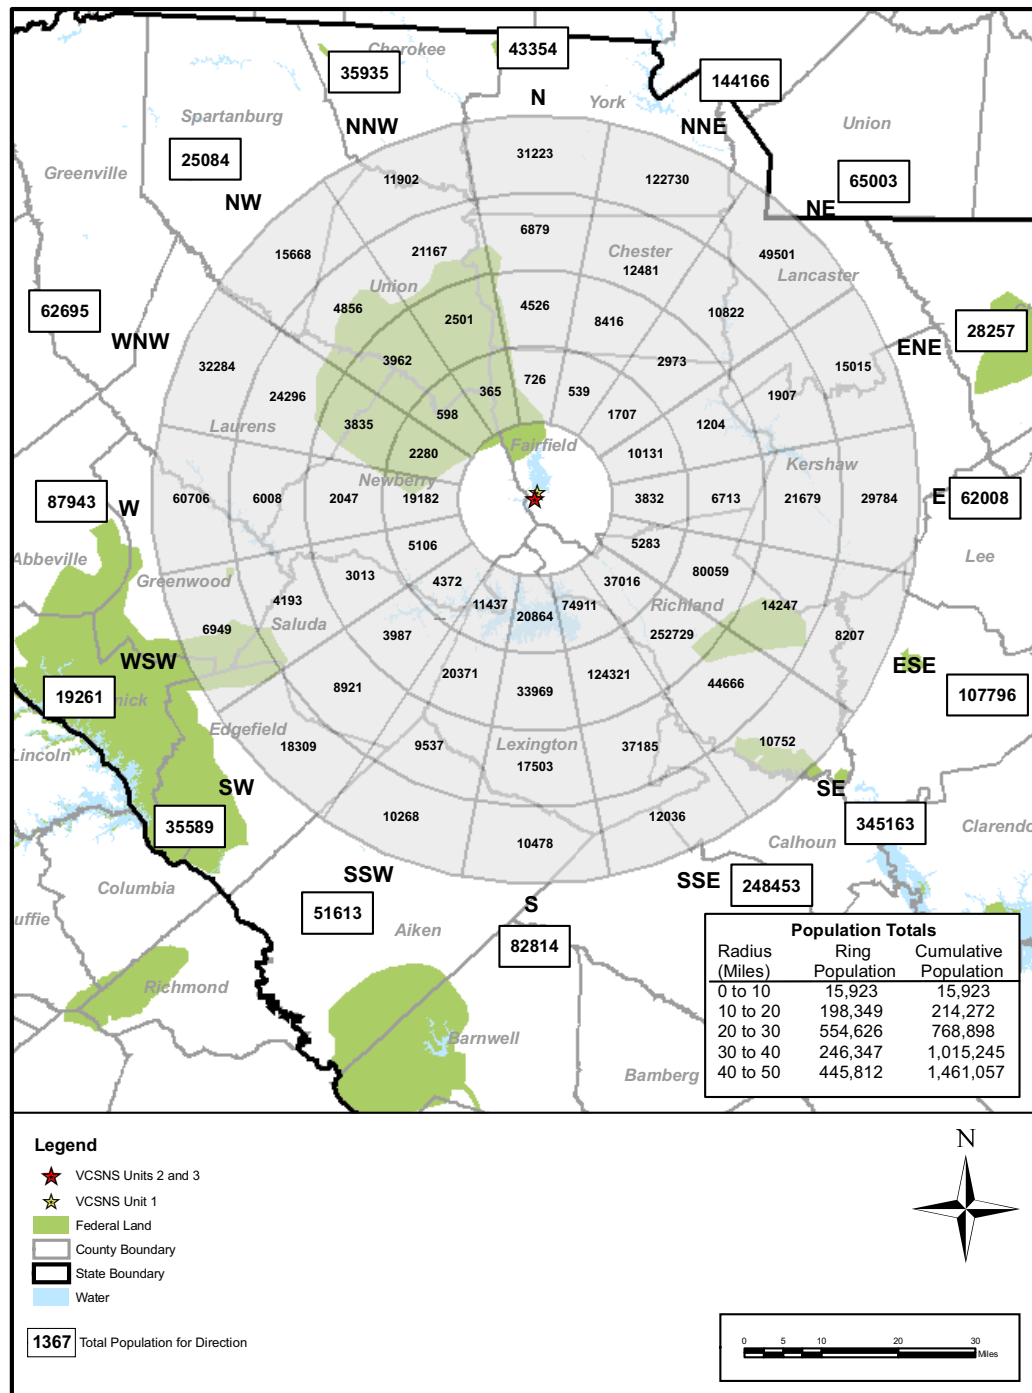 Cherokee
43354
35935
144166
N
York
Spartanburg
NNW
NNE
Union
31223
25084
Greenville
11902
122730
65003
NW
NE
6879
15668
21167
Chester
49501
12481
Lancaster
Union
4856
4526
10822
62695
2501
8416
28257
WNW
ENE
32284
3962
2973
15015
24296
365
726
539
1907
Laurens
3835
598
1707
1204
Fairfield
2280
10131
Newberry
Kershaw
87943
W
60706
6008
2047
19182
3832
6713
21679
29784
E
62008
Abbeville
5106
5283
Lee
3013
4372
37016
80059
Greenwood
4193
11437
20864
74911
Richland
14247
Saluda
6949
3987
252729
8207
WSW
ESE
20371
124321
19261
mick
8921
33969
44666
107796
Edgefield
18309
9537
Lexington
37185
10752
Lincoln
17503
SW
SE
35589
10268
12036
345163
10478
Calhoun
Clarendo
SSW
SSE
248453
Columbia
S
51613
uffie
Aiken
82814
Richmond
Barnwell
Bamberg
Population Totals
Radius Ring Cumulative
(Miles) Population Population
0 to 10 15,923 15,923
10 to 20 198,349 214,272
20 to 30 554,626 768,898
30 to 40 246,347 1,015,245
40 to 50 445,812 1,461,057
Legend
VCSNS Units 2 and 3
VCSNS Unit 1
Federal Land
County Boundary
State Boundary
Water
1367 Total Population for Direction
N
0 5 10 20 30
Miles